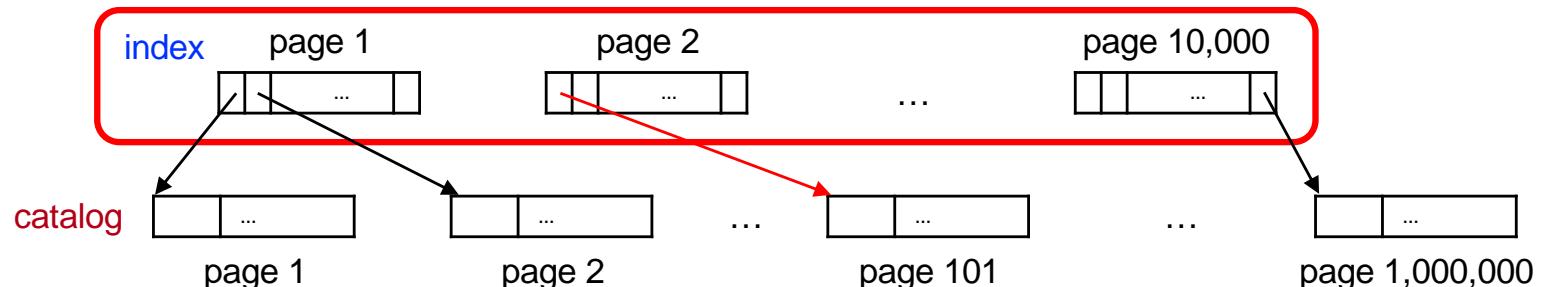 index page 1 page 2 page 10,000
... ... … ...
catalog ... ... … ... … ...
page 1 page 2 page 101 page 1,000,000